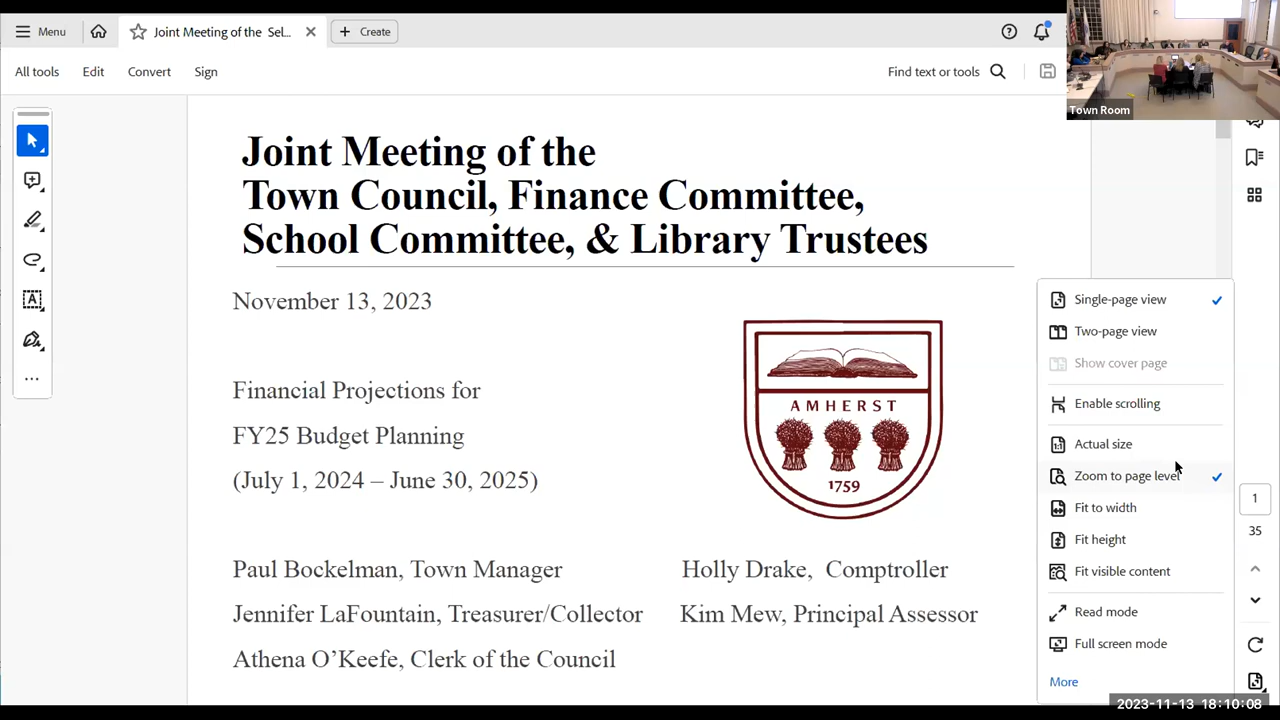 Menu
Joint Meeting of the  Sel...
Create
All tools
Edit
Convert
Sign
Find text or tools
Town Room
Joint Meeting of the
Town Council, Finance Committee,
School Committee, & Library Trustees
November 13, 2023
Financial Projections for
FY25 Budget Planning
(July 1, 2024 – June 30, 2025)
AMHERST
1759
Paul Bockelman, Town Manager
Holly Drake,  Comptroller
Jennifer LaFountain, Treasurer/Collector
Kim Mew, Principal Assessor
Athena O’Keefe, Clerk of the Council
Single-page view
Two-page view
Show cover page
Enable scrolling
Actual size
Zoom to page level
Fit to width
Fit height
Fit visible content
Read mode
Full screen mode
More
1
35
2023-11-13 18:10:08